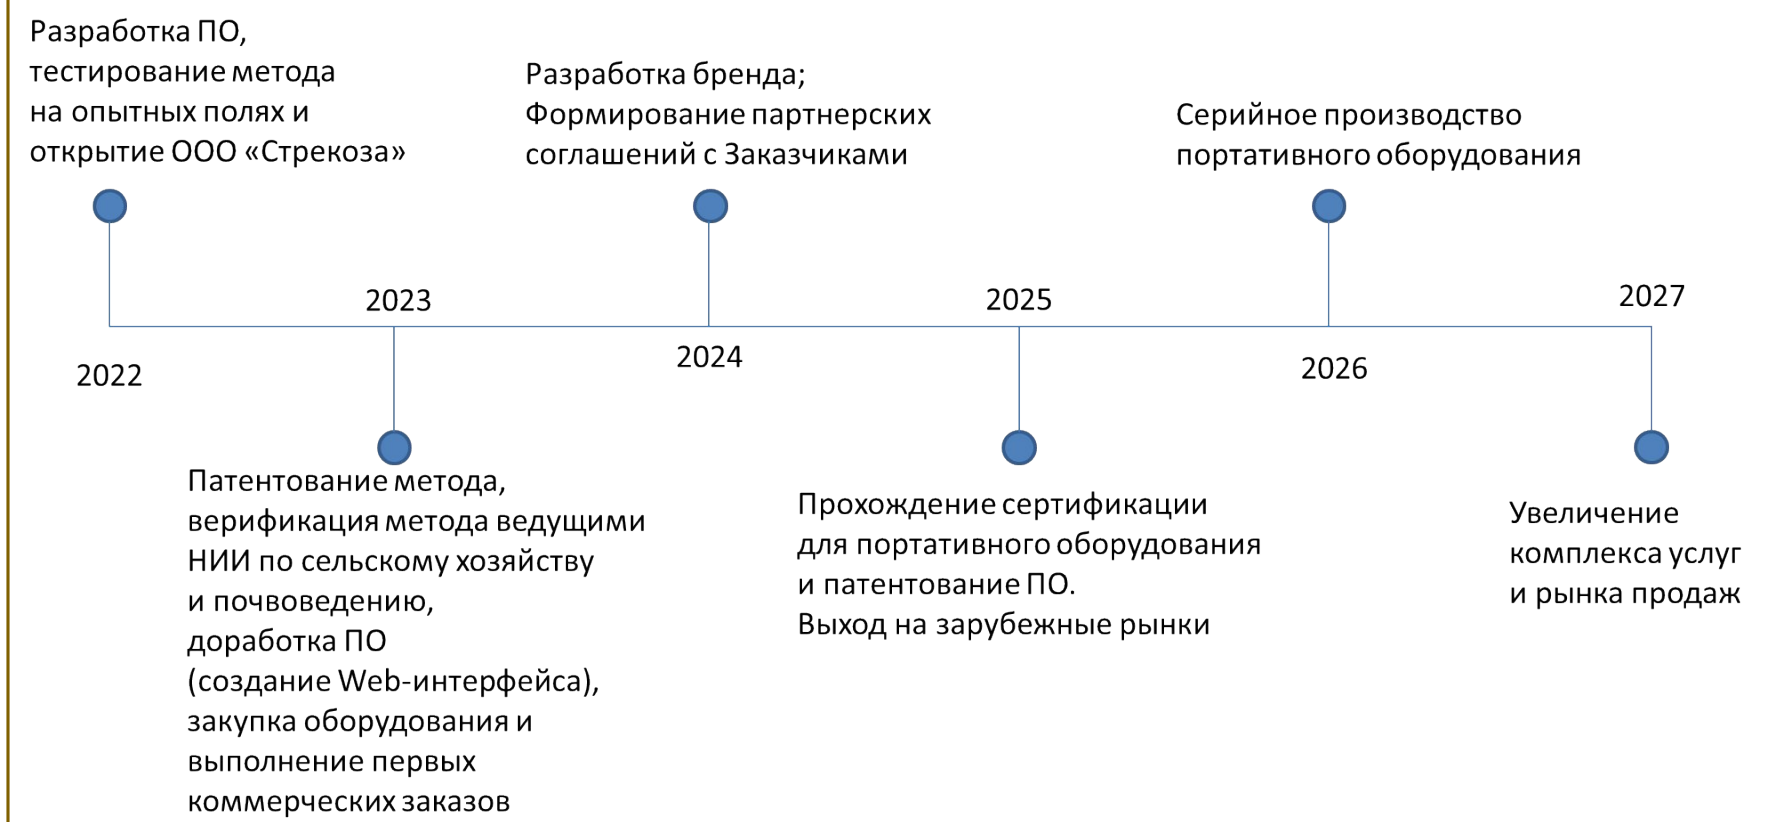 Разработка ПО,
тестирование метода
на опытных полях и
открытие ООО «Стрекоза»
2022
2023
Патентование метода,
верификация метода ведущими
НИИ по сельскому хозяйству
и почвоведению,
доработка ПО
(создание Web-интерфейса),
закупка оборудования и
выполнение первых
коммерческих заказов
Разработка бренда;
Формирование партнерских
соглашений с Заказчиками
2024
2025
Прохождение сертификации
для портативного оборудования
и патентование ПО.
Выход на зарубежные рынки
Серийное производство
портативного оборудования
2026
2027
Увеличение
комплекса услуг
и рынка продаж